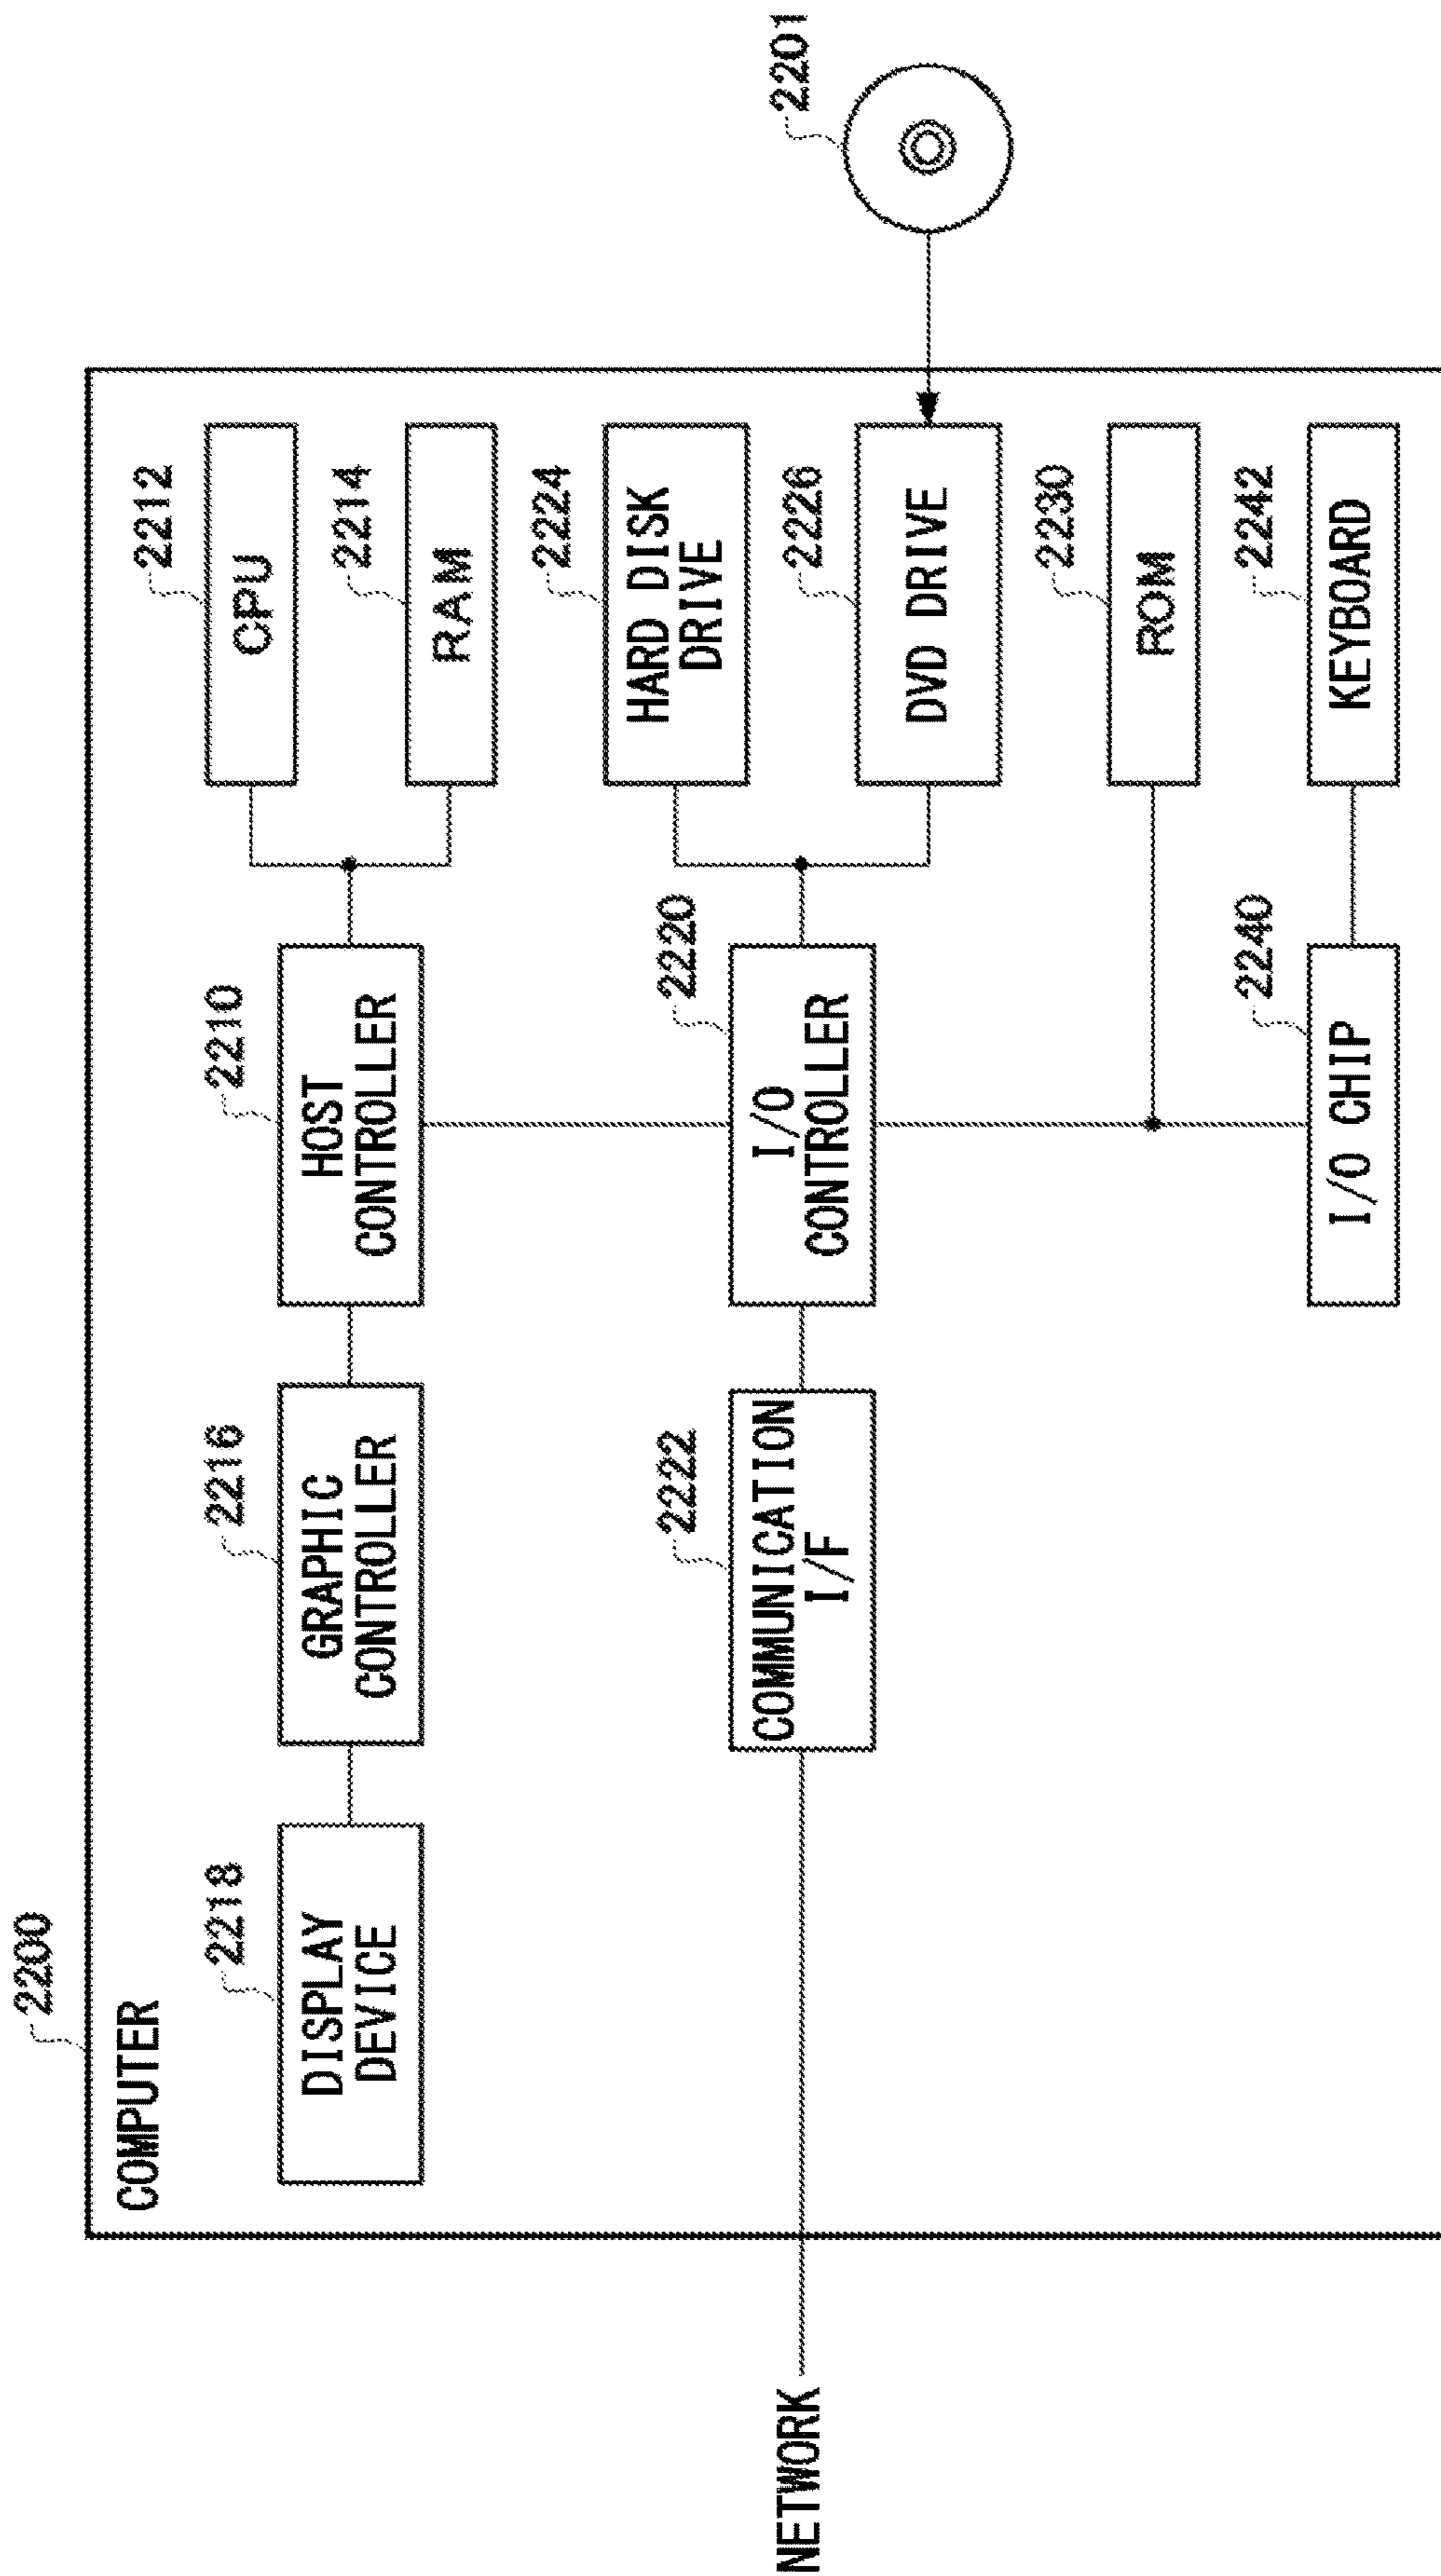 2200
COMPUTER
2218
DISPLAY
DEVICE
2216
GRAPHIC
CONTROLLER
2210
HOST
CONTROLLER
2212
CPU
2214
RAM
2222
COMMUNICATION
I/F
2220
I/O
CONTROLLER
2224
HARD DISK
DRIVE
2226
DVD DRIVE
2201
NETWORK
2230
ROM
2240
I/O CHIP
2242
KEYBOARD